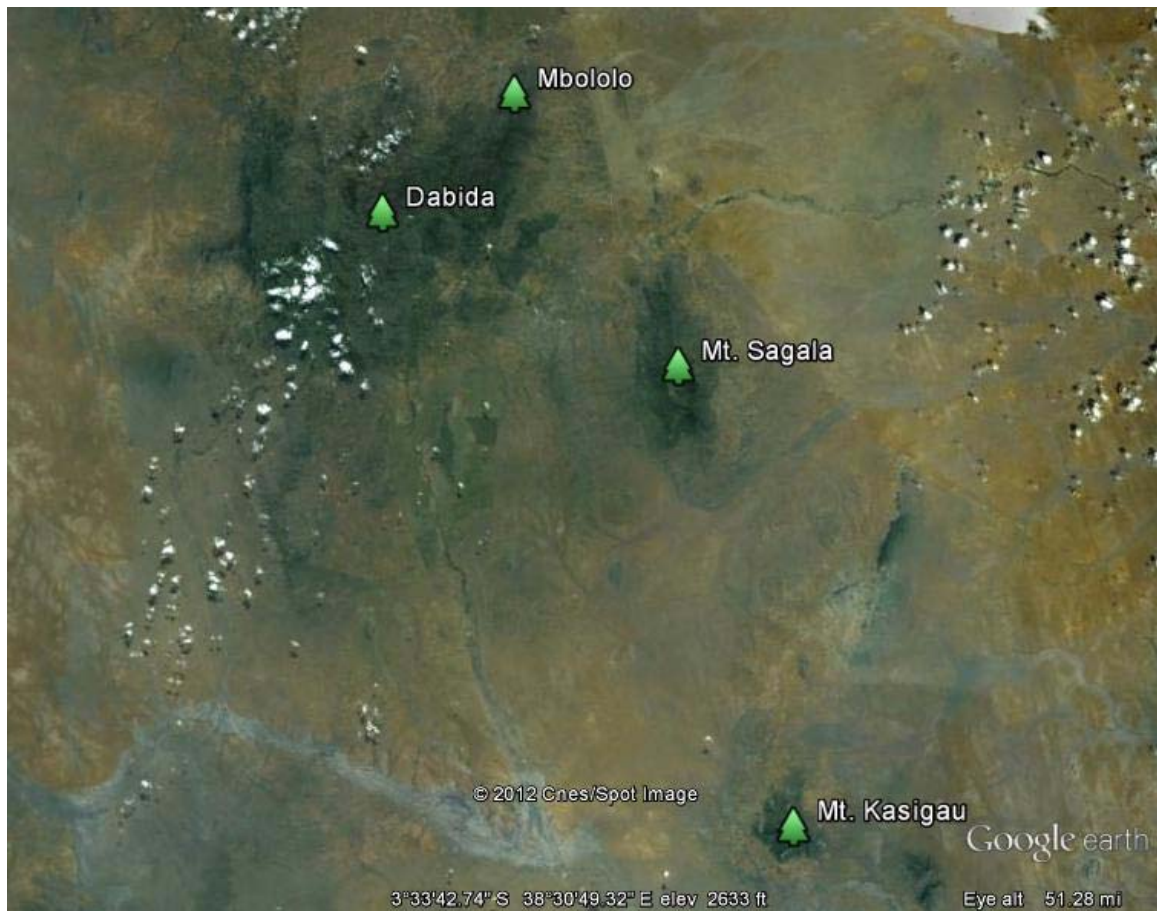 Mbololo
Dabida
Mt. Sagala
© 2012 Cnes/Spot Image
Mt. Kasigau
Google earth
3°33'42.74" S 38°30'49.32" E elev 2633 ft
Eye alt 51.28 mi